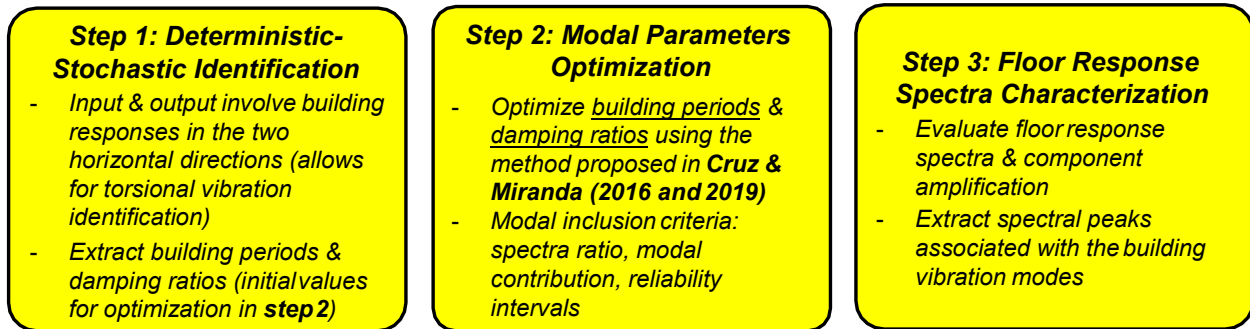 Step 1: Deterministic-
Stochastic Identification
- Input & output involve building
responses in the two
horizontal directions (allows
for torsional vibration
identification)
- Extract building periods &
damping ratios (initial values
for optimization in step 2)
Step 2: Modal Parameters
Optimization
- Optimize building periods &
damping ratios using the
method proposed in Cruz &
Miranda (2016 and 2019)
- Modal inclusion criteria:
spectra ratio, modal
contribution, reliability
intervals
Step 3: Floor Response
Spectra Characterization
- Evaluate floor response
spectra & component
amplification
- Extract spectral peaks
associated with the building
vibration modes